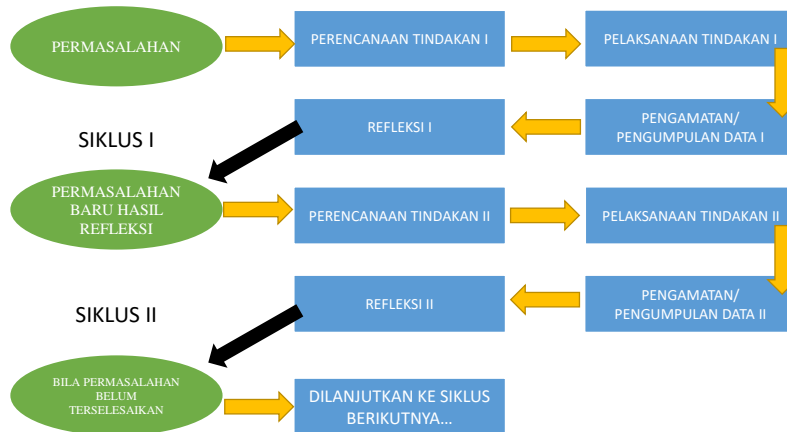 PERMASALAHAN
PERENCANAAN TINDAKAN I
PELAKSANAAN TINDAKAN I
SIKLUS I
REFLEKSI I
PENGAMATAN/
PENGUMPULAN DATA I
PERMASALAHAN
BARU HASIL
REFLEKSI
PERENCANAAN TINDAKAN II
PELAKSANAAN TINDAKAN II
SIKLUS II
REFLEKSI II
PENGAMATAN/
PENGUMPULAN DATA II
BILA PERMASALAHAN
BELUM
TERSELESAIKAN
DILANJUTKAN KE SIKLUS
BERIKUTNYA...